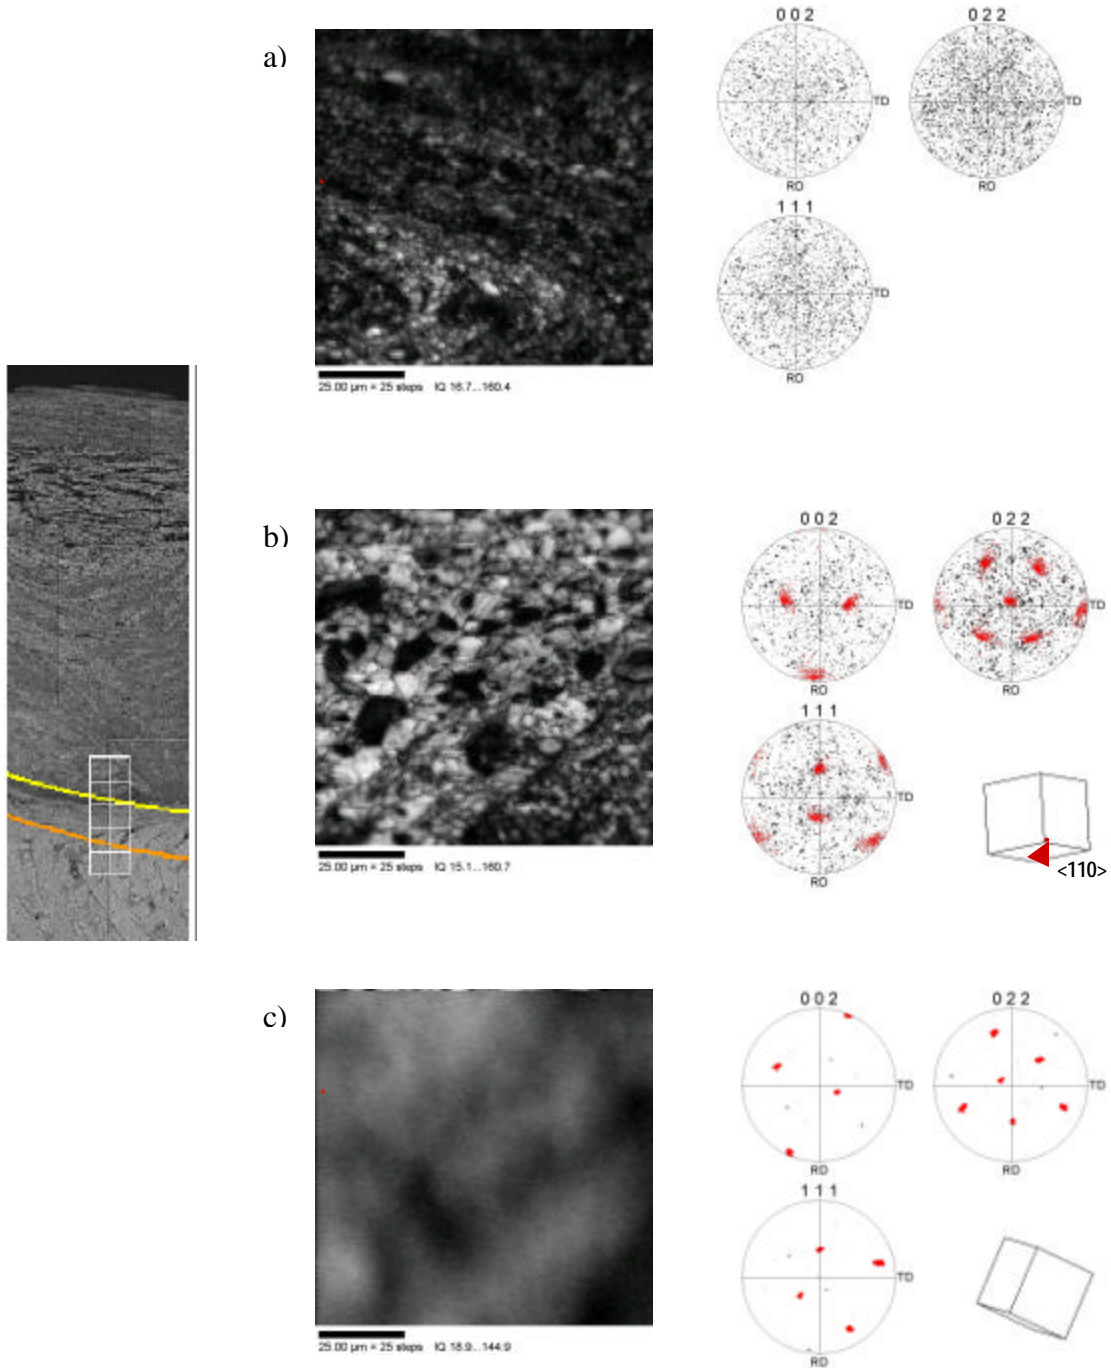 a)
0 0 2
0 2 2
TD
TD
RD
RD
1 1 1
TD
RD
25.00 µm = 25 steps IQ 16.7...160.4
b)
0 0 2
0 2 2
TD
TD
RD
RD
1 1 1
TD
RD
<110>
25.00 µm = 25 steps IQ 15.1...160.7
c)
0 0 2
0 2 2
TD
TD
RD
RD
1 1 1
TD
RD
25.00 µm = 25 steps IQ 18.9...144.9